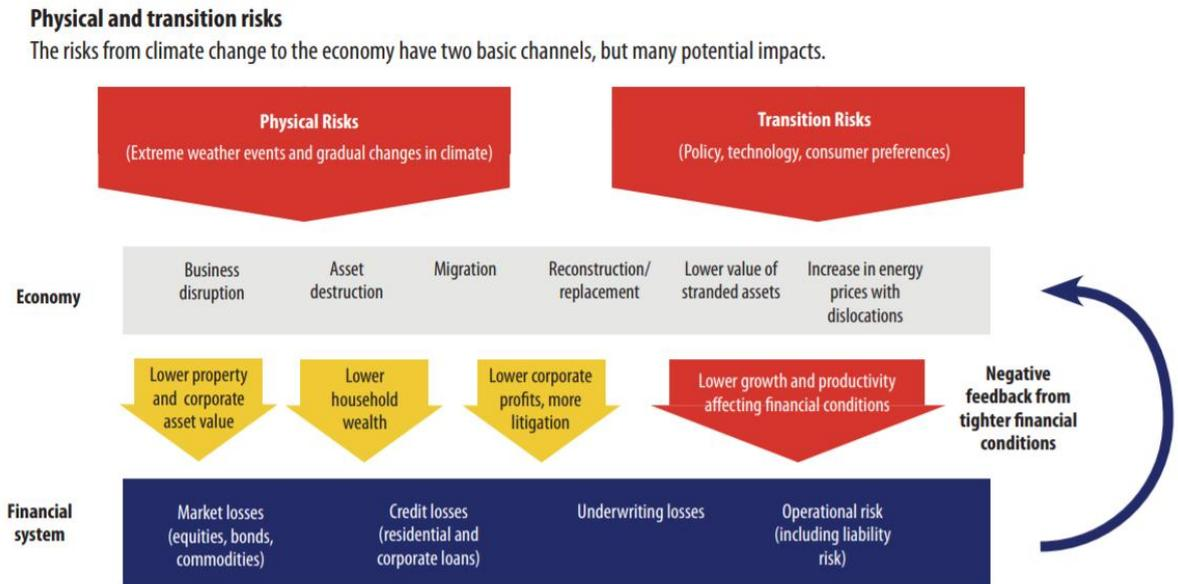 Physical and transition risks
The risks from climate change to the economy have two basic channels, but many potential impacts.
Physical Risks
(Extreme weather events and gradual changes in climate)
Transition Risks
(Policy, technology, consumer preferences)
Economy
Business
disruption
Asset
destruction
Migration
Reconstruction/
replacement
Lower value of
stranded assets
Increase in energy
prices with
dislocations
Lower property
and corporate
asset value
Lower
household
wealth
Lower corporate
profits, more
litigation
Lower growth and productivity
affecting financial conditions
Negative
feedback from
tighter financial
conditions
Financial
system
Market losses
(equities, bonds,
commodities)
Credit losses
(residential and
corporate loans)
Underwriting losses
Operational risk
(including liability
risk)